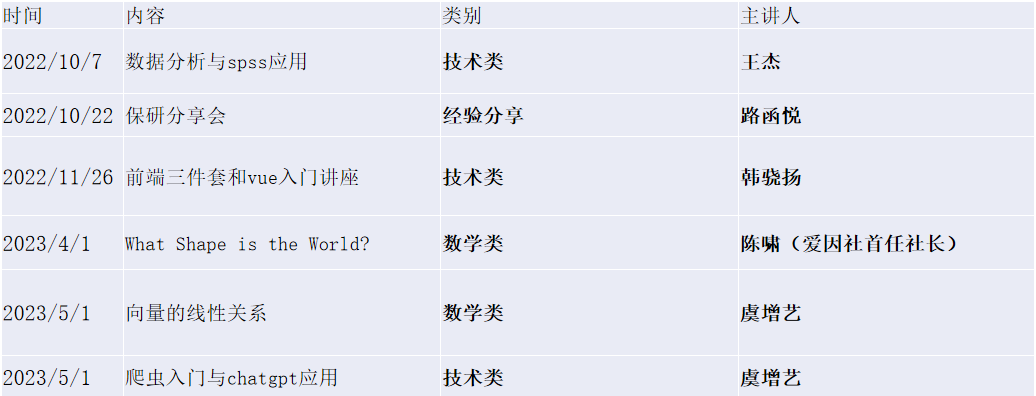 时间 内容 类别 主讲人
2022/10/7 数据分析与spss应用 技术类 王杰
2022/10/22 保研分享会 经验分享 路函悦
2022/11/26 前端三件套和vue入门讲座 技术类 韩骁扬
2023/4/1 What Shape is the World? 数学类 陈啸（爱因社首任社长）
2023/5/1 向量的线性关系 数学类 虞增艺
2023/5/1 爬虫入门与chatgpt应用 技术类 虞增艺